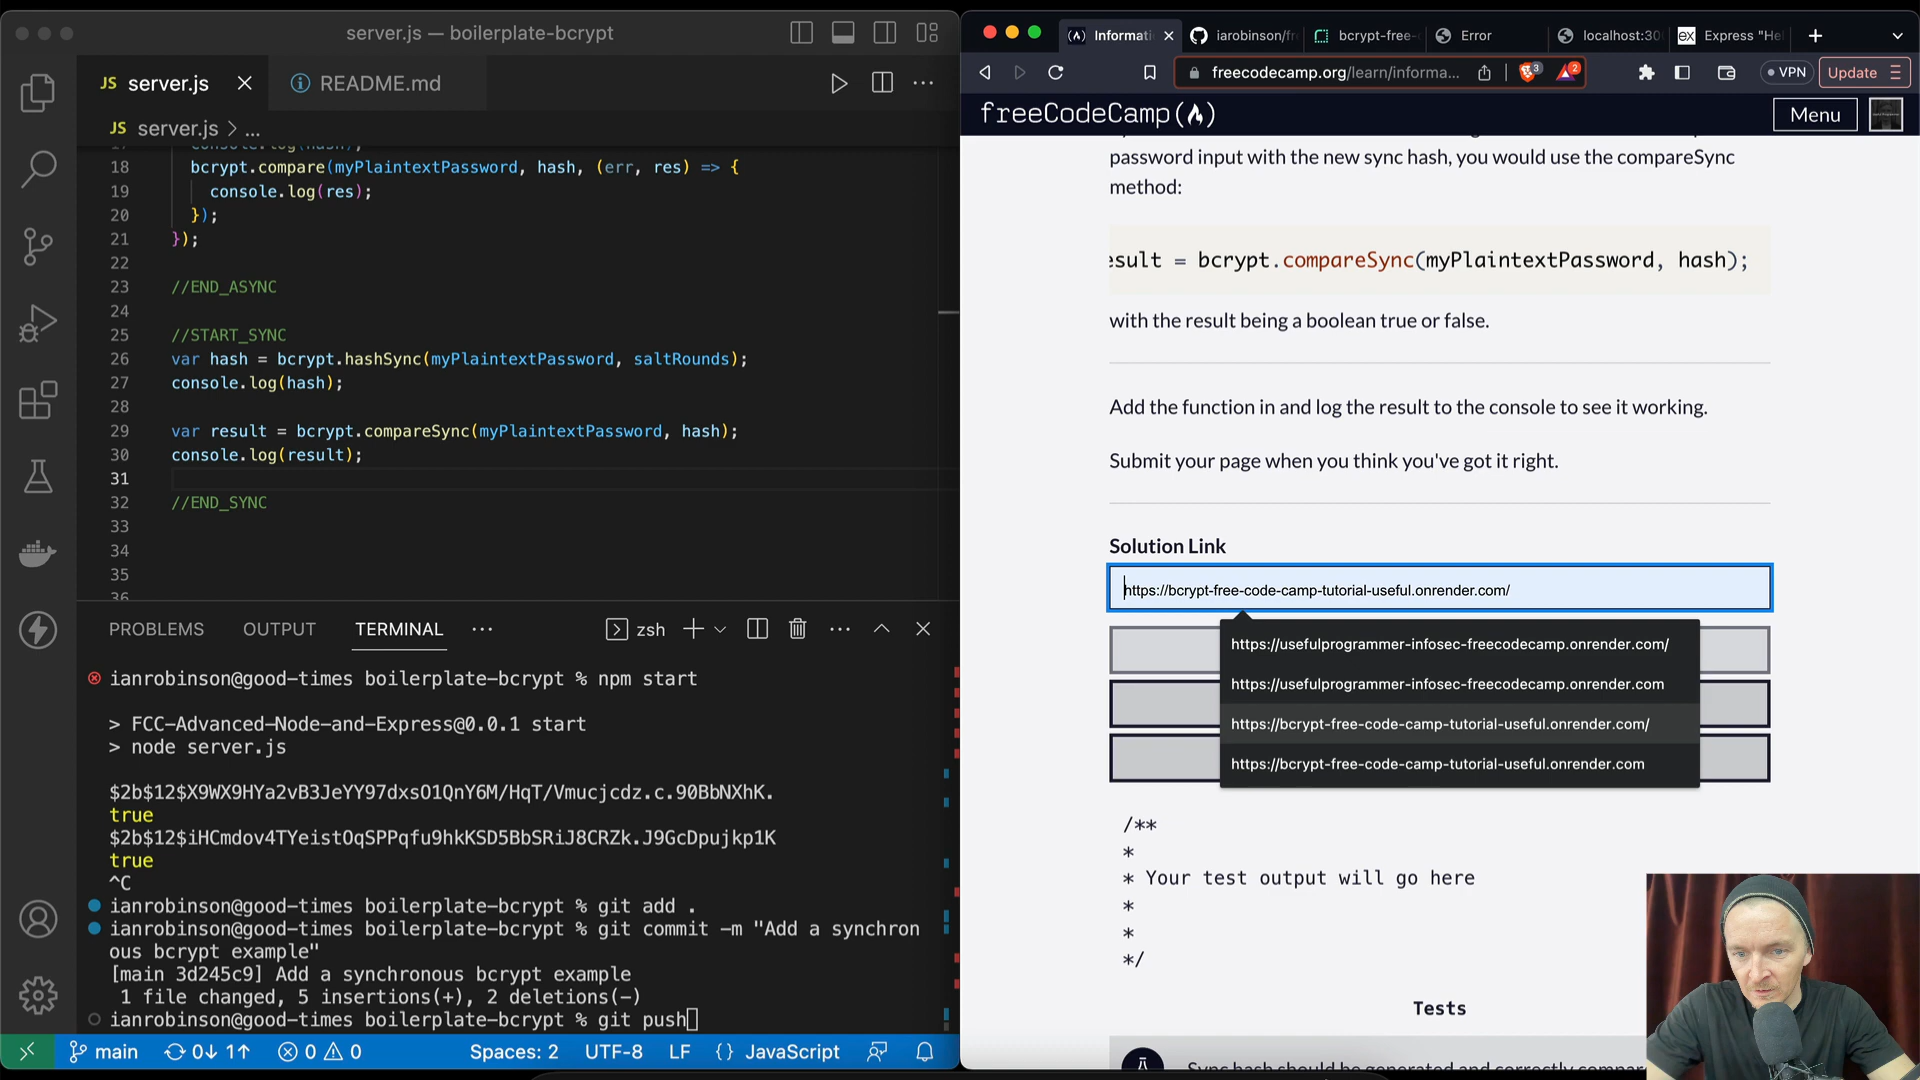 server.js — boilerplate-bcrypt
JS server.js
README.md
JS server.js > ...
18 bcrypt.compare(myPlaintextPassword, hash, (err, res) => {
19 console.log(res);
20 });
21 });
22
23 //END_ASYNC
24
25 //START_SYNC
26 var hash = bcrypt.hashSync(myPlaintextPassword, saltRounds);
27 console.log(hash);
28
29 var result = bcrypt.compareSync(myPlaintextPassword, hash);
30 console.log(result);
31
32 //END_SYNC
33
34
35
36
PROBLEMS OUTPUT TERMINAL ··· zsh
ianrobinson@good-times boilerplate-bcrypt % npm start
> FCC-Advanced-Node-and-Express@0.0.1 start
> node server.js
$2b$12$X9WX9HYa2vB3JeYY97dxsO1QnY6M/HqT/Vmucjcdz.c.90BbNXhK.
true
$2b$12$iHCmdov4TYeistOqSPPqfu9hkKSD5BbSRiJ8CRZk.J9GcDpujkp1K
true
^C
ianrobinson@good-times boilerplate-bcrypt % git add .
ianrobinson@good-times boilerplate-bcrypt % git commit -m "Add a synchron
ous bcrypt example"
[main 3d245c9] Add a synchronous bcrypt example
1 file changed, 5 insertions(+), 2 deletions(-)
ianrobinson@good-times boilerplate-bcrypt % git push
main 0↓ 1↑ 0 0 Spaces: 2 UTF-8 LF {} JavaScript
Informati
iarobinson/fr
bcrypt-free-
Error
localhost:30
Express "He
freecodecamp.org/learn/informa...
3
2
VPN
Update
freeCodeCamp
Menu
password input with the new sync hash, you would use the compareSync
method:
esult = bcrypt.compareSync(myPlaintextPassword, hash);
with the result being a boolean true or false.
Add the function in and log the result to the console to see it working.
Submit your page when you think you've got it right.
Solution Link
https://bcrypt-free-code-camp-tutorial-useful.onrender.com/
https://usefulprogrammer-infosec-freecodecamp.onrender.com/
https://usefulprogrammer-infosec-freecodecamp.onrender.com
https://bcrypt-free-code-camp-tutorial-useful.onrender.com/
https://bcrypt-free-code-camp-tutorial-useful.onrender.com
/**
*
* Your test output will go here
*
*
*/
Tests
Sync hash should be generated and correctly compar